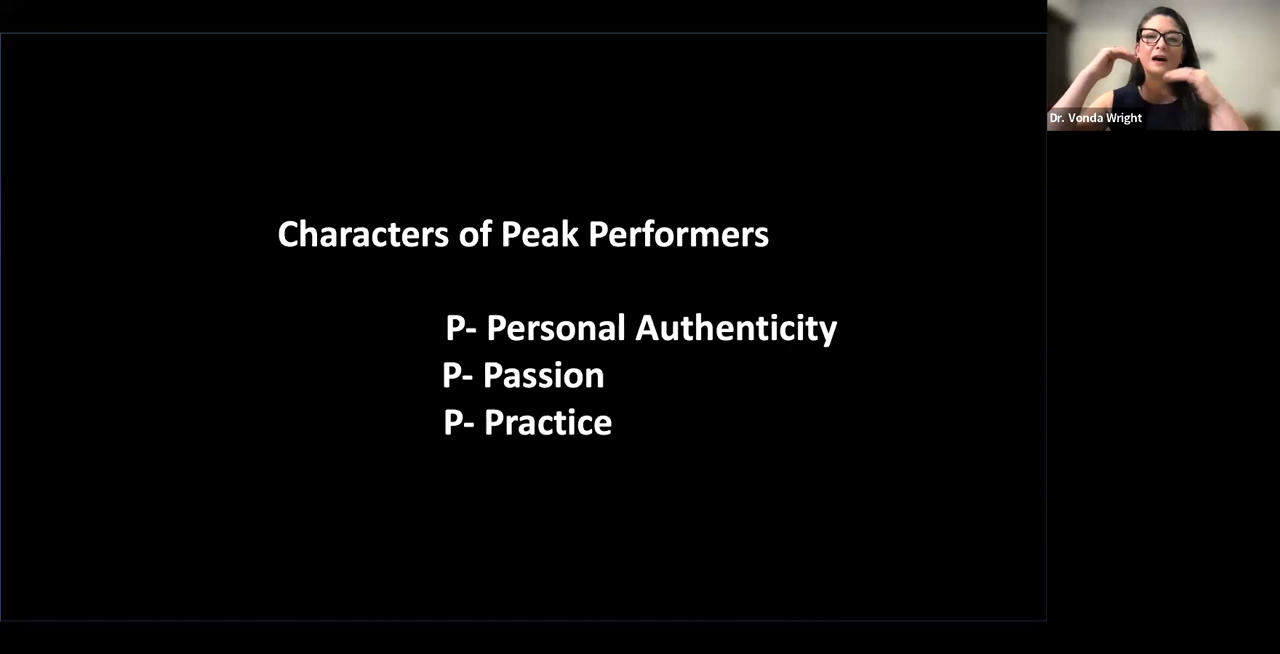 Dr. Vonda Wright
Characters of Peak Performers
P- Personal Authenticity
P- Passion
P- Practice